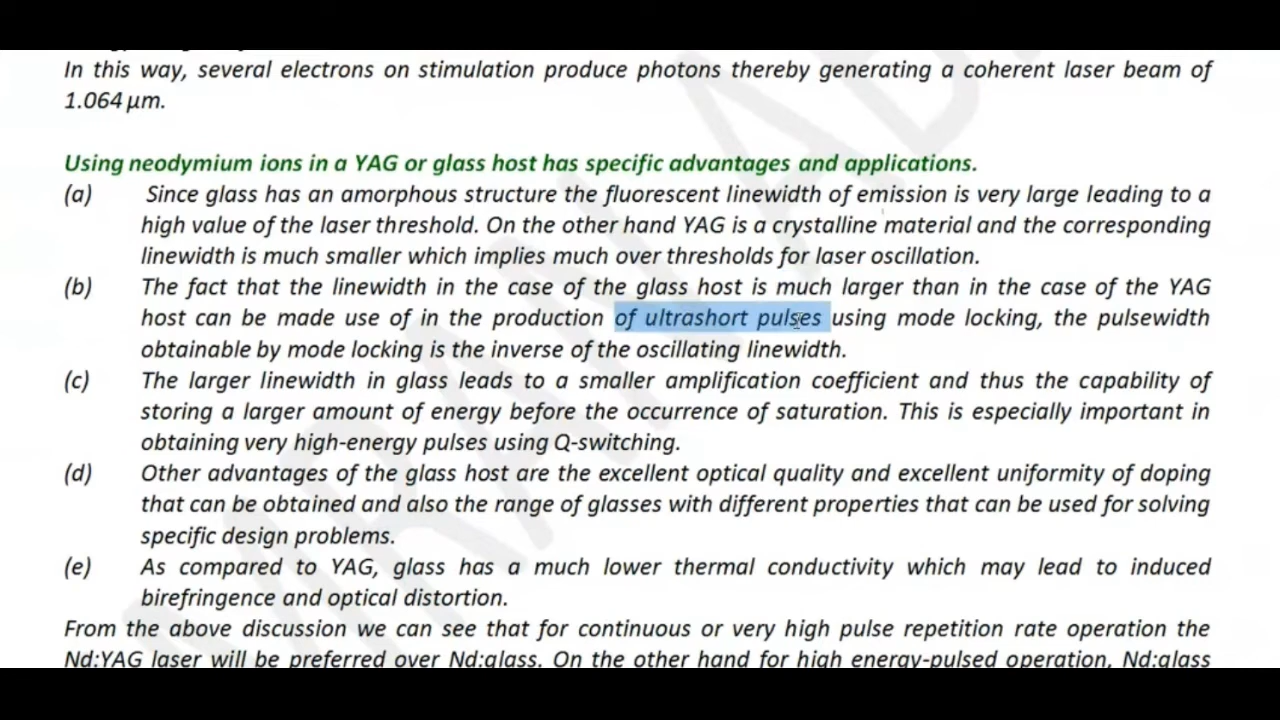 In this way, several electrons on stimulation produce photons thereby generating a coherent laser beam of
1.064 μm.
Using neodymium ions in a YAG or glass host has specific advantages and applications.
(a) Since glass has an amorphous structure the fluorescent linewidth of emission is very large leading to a
high value of the laser threshold. On the other hand YAG is a crystalline material and the corresponding
linewidth is much smaller which implies much over thresholds for laser oscillation.
(b) The fact that the linewidth in the case of the glass host is much larger than in the case of the YAG
host can be made use of in the production of ultrashort pulses using mode locking, the pulsewidth
obtainable by mode locking is the inverse of the oscillating linewidth.
(c) The larger linewidth in glass leads to a smaller amplification coefficient and thus the capability of
storing a larger amount of energy before the occurrence of saturation. This is especially important in
obtaining very high-energy pulses using Q-switching.
(d) Other advantages of the glass host are the excellent optical quality and excellent uniformity of doping
that can be obtained and also the range of glasses with different properties that can be used for solving
specific design problems.
(e) As compared to YAG, glass has a much lower thermal conductivity which may lead to induced
birefringence and optical distortion.
From the above discussion we can see that for continuous or very high pulse repetition rate operation the
Nd:YAG laser will be preferred over Nd:glass. On the other hand for high energy-pulsed operation, Nd:glass